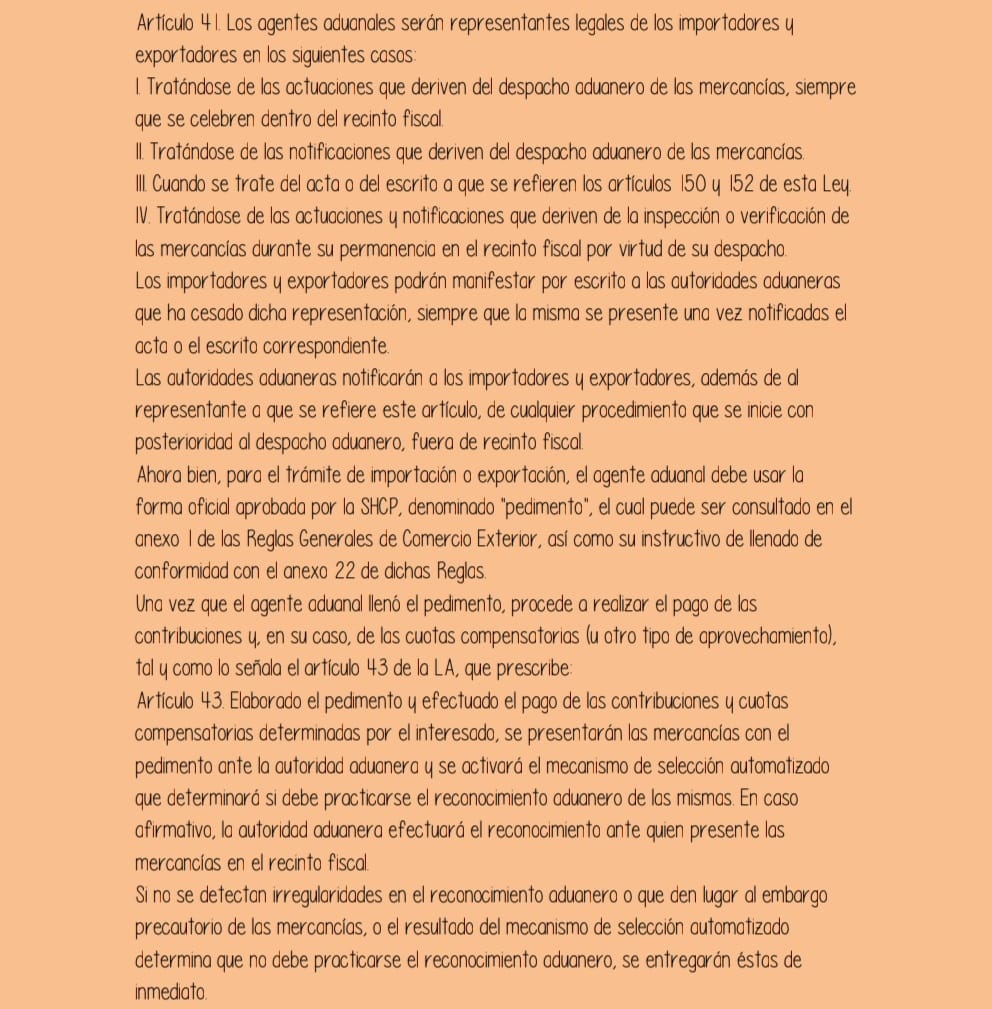 Artículo 41. Los agentes aduanales serán representantes legales de los importadores y
exportadores en los siguientes casos:
I. Tratándose de las actuaciones que deriven del despacho aduanero de las mercancías, siempre
que se celebren dentro del recinto fiscal.
II. Tratándose de las notificaciones que deriven del despacho aduanero de las mercancías.
III. Cuando se trate del acta o del escrito a que se refieren los artículos 150 y 152 de esta Ley.
IV. Tratándose de las actuaciones y notificaciones que deriven de la inspección o verificación de
las mercancías durante su permanencia en el recinto fiscal por virtud de su despacho.
Los importadores y exportadores podrán manifestar por escrito a las autoridades aduaneras
que ha cesado dicha representación, siempre que la misma se presente una vez notificadas el
acta o el escrito correspondiente.
Las autoridades aduaneras notificarán a los importadores y exportadores, además de al
representante a que se refiere este artículo, de cualquier procedimiento que se inicie con
posterioridad al despacho aduanero, fuera de recinto fiscal.
Ahora bien, para el trámite de importación o exportación, el agente aduanal debe usar la
forma oficial aprobada por la SHCP, denominado "pedimento", el cual puede ser consultado en el
anexo 1 de las Reglas Generales de Comercio Exterior, así como su instructivo de llenado de
conformidad con el anexo 22 de dichas Reglas.
Una vez que el agente aduanal llenó el pedimento, procede a realizar el pago de las
contribuciones y, en su caso, de las cuotas compensatorias (u otro tipo de aprovechamiento),
tal y como lo señala el artículo 43 de la LA, que prescribe:
Artículo 43. Elaborado el pedimento y efectuado el pago de las contribuciones y cuotas
compensatorias determinadas por el interesado, se presentarán las mercancías con el
pedimento ante la autoridad aduanera y se activará el mecanismo de selección automatizado
que determinará si debe practicarse el reconocimiento aduanero de las mismas. En caso
afirmativo, la autoridad aduanera efectuará el reconocimiento ante quien presente las
mercancías en el recinto fiscal.
Si no se detectan irregularidades en el reconocimiento aduanero o que den lugar al embargo
precautorio de las mercancías, o el resultado del mecanismo de selección automatizado
determina que no debe practicarse el reconocimiento aduanero, se entregarán éstas de
inmediato.